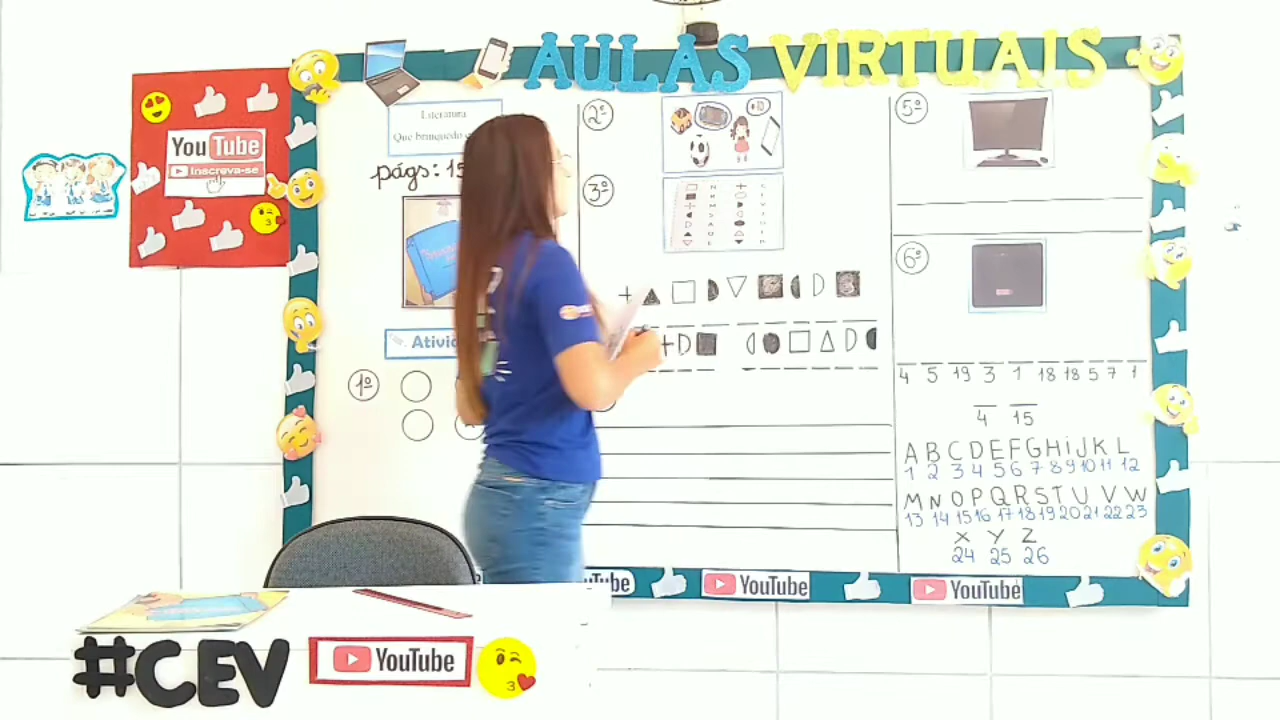 AULAS VIRTUAIS
YouTube
Inscreva-se
Literatura
Que brinquedo
págs: 15
1º
2º
3º
5º
6º
4 5 19 3 1 18 18 5 7 1
4 15
A B C D E F G H i J K L
1 2 3 4 5 6 7 8 9 10 11 12
M N O P Q R S T U V W
13 14 15 16 17 18 19 20 21 22 23
X Y Z
24 25 26
YouTube
YouTube
#CEV
YouTube